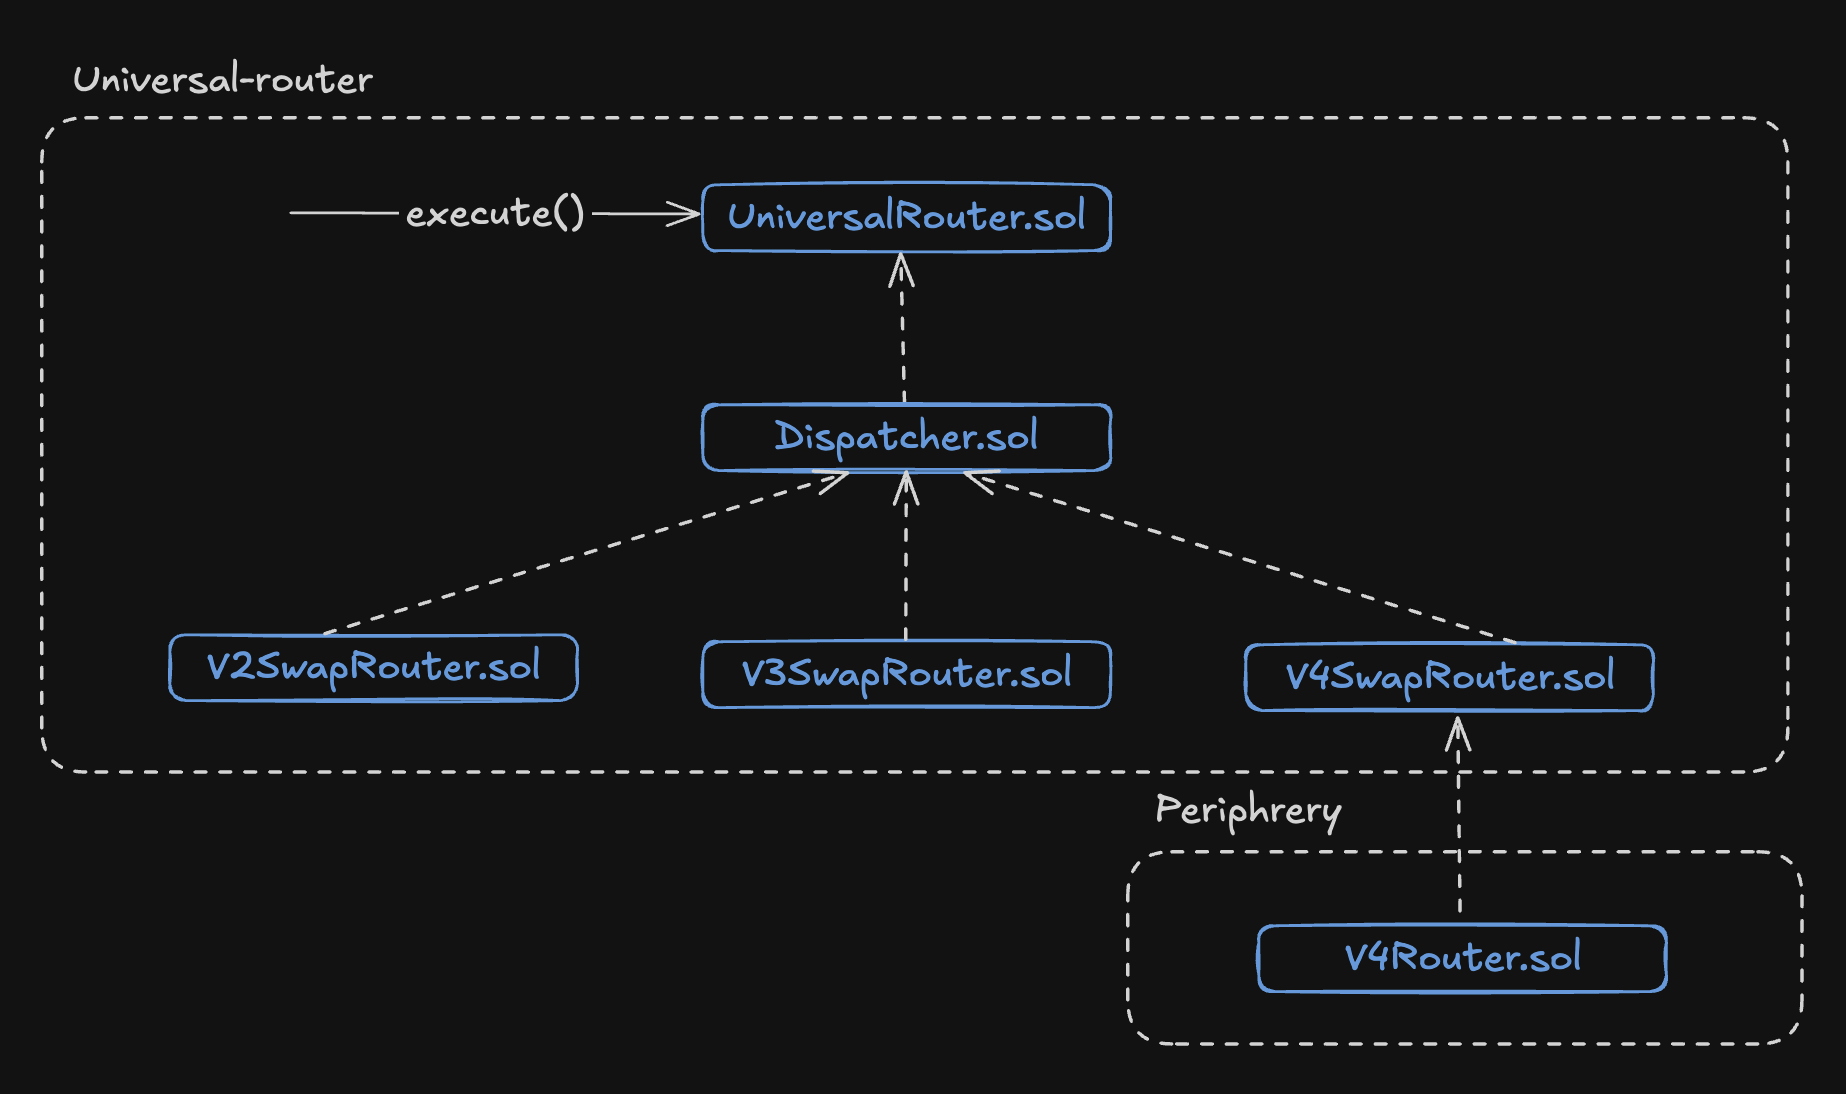 Universal-router
execute()
UniversalRouter.sol
Dispatcher.sol
V2SwapRouter.sol
V3SwapRouter.sol
V4SwapRouter.sol
Periphrery
V4Router.sol